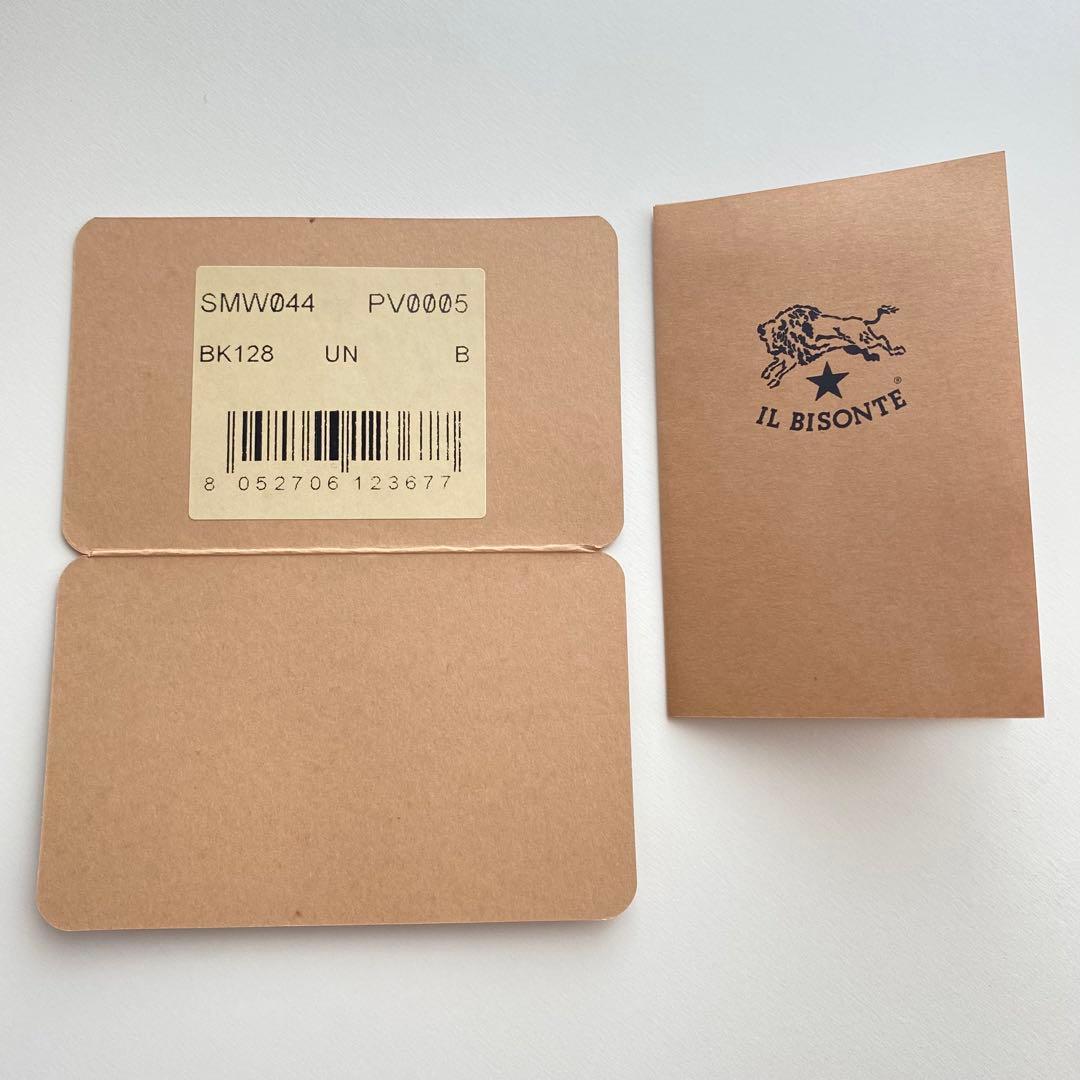 SMW044 PV0005
BK128 UN B
8 052706 123677
IL BISONTE®